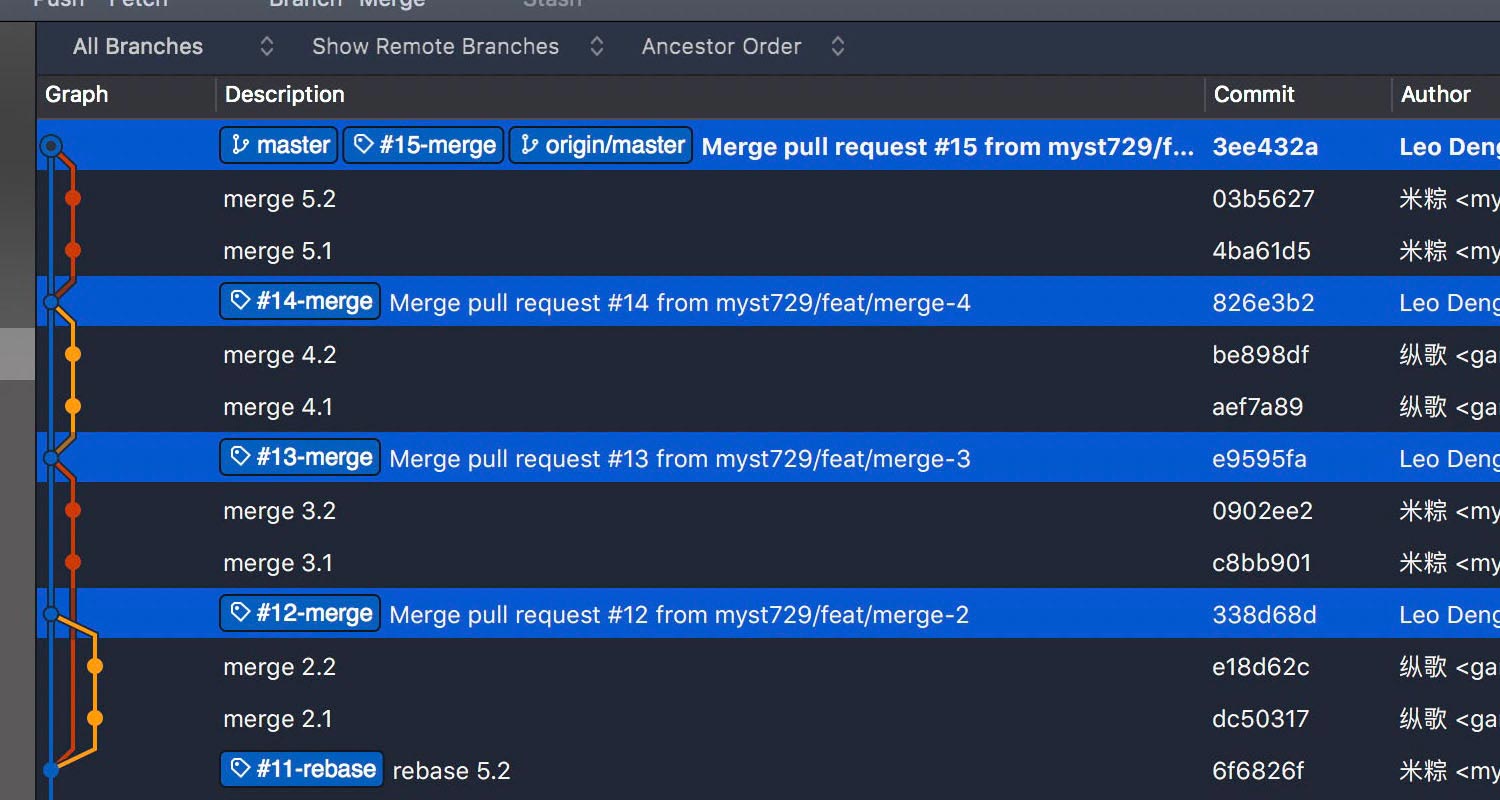 Push Fetch Branch Merge Stash
All Branches Show Remote Branches Ancestor Order
Graph Description Commit Author
master #15-merge origin/master Merge pull request #15 from myst729/f... 3ee432a Leo Deng
merge 5.2 03b5627 米粽 <my
merge 5.1 4ba61d5 米粽 <my
#14-merge Merge pull request #14 from myst729/feat/merge-4 826e3b2 Leo Deng
merge 4.2 be898df 纵歌 <ga
merge 4.1 aef7a89 纵歌 <ga
#13-merge Merge pull request #13 from myst729/feat/merge-3 e9595fa Leo Deng
merge 3.2 0902ee2 米粽 <my
merge 3.1 c8bb901 米粽 <my
#12-merge Merge pull request #12 from myst729/feat/merge-2 338d68d Leo Deng
merge 2.2 e18d62c 纵歌 <ga
merge 2.1 dc50317 纵歌 <ga
#11-rebase rebase 5.2 6f6826f 米粽 <my